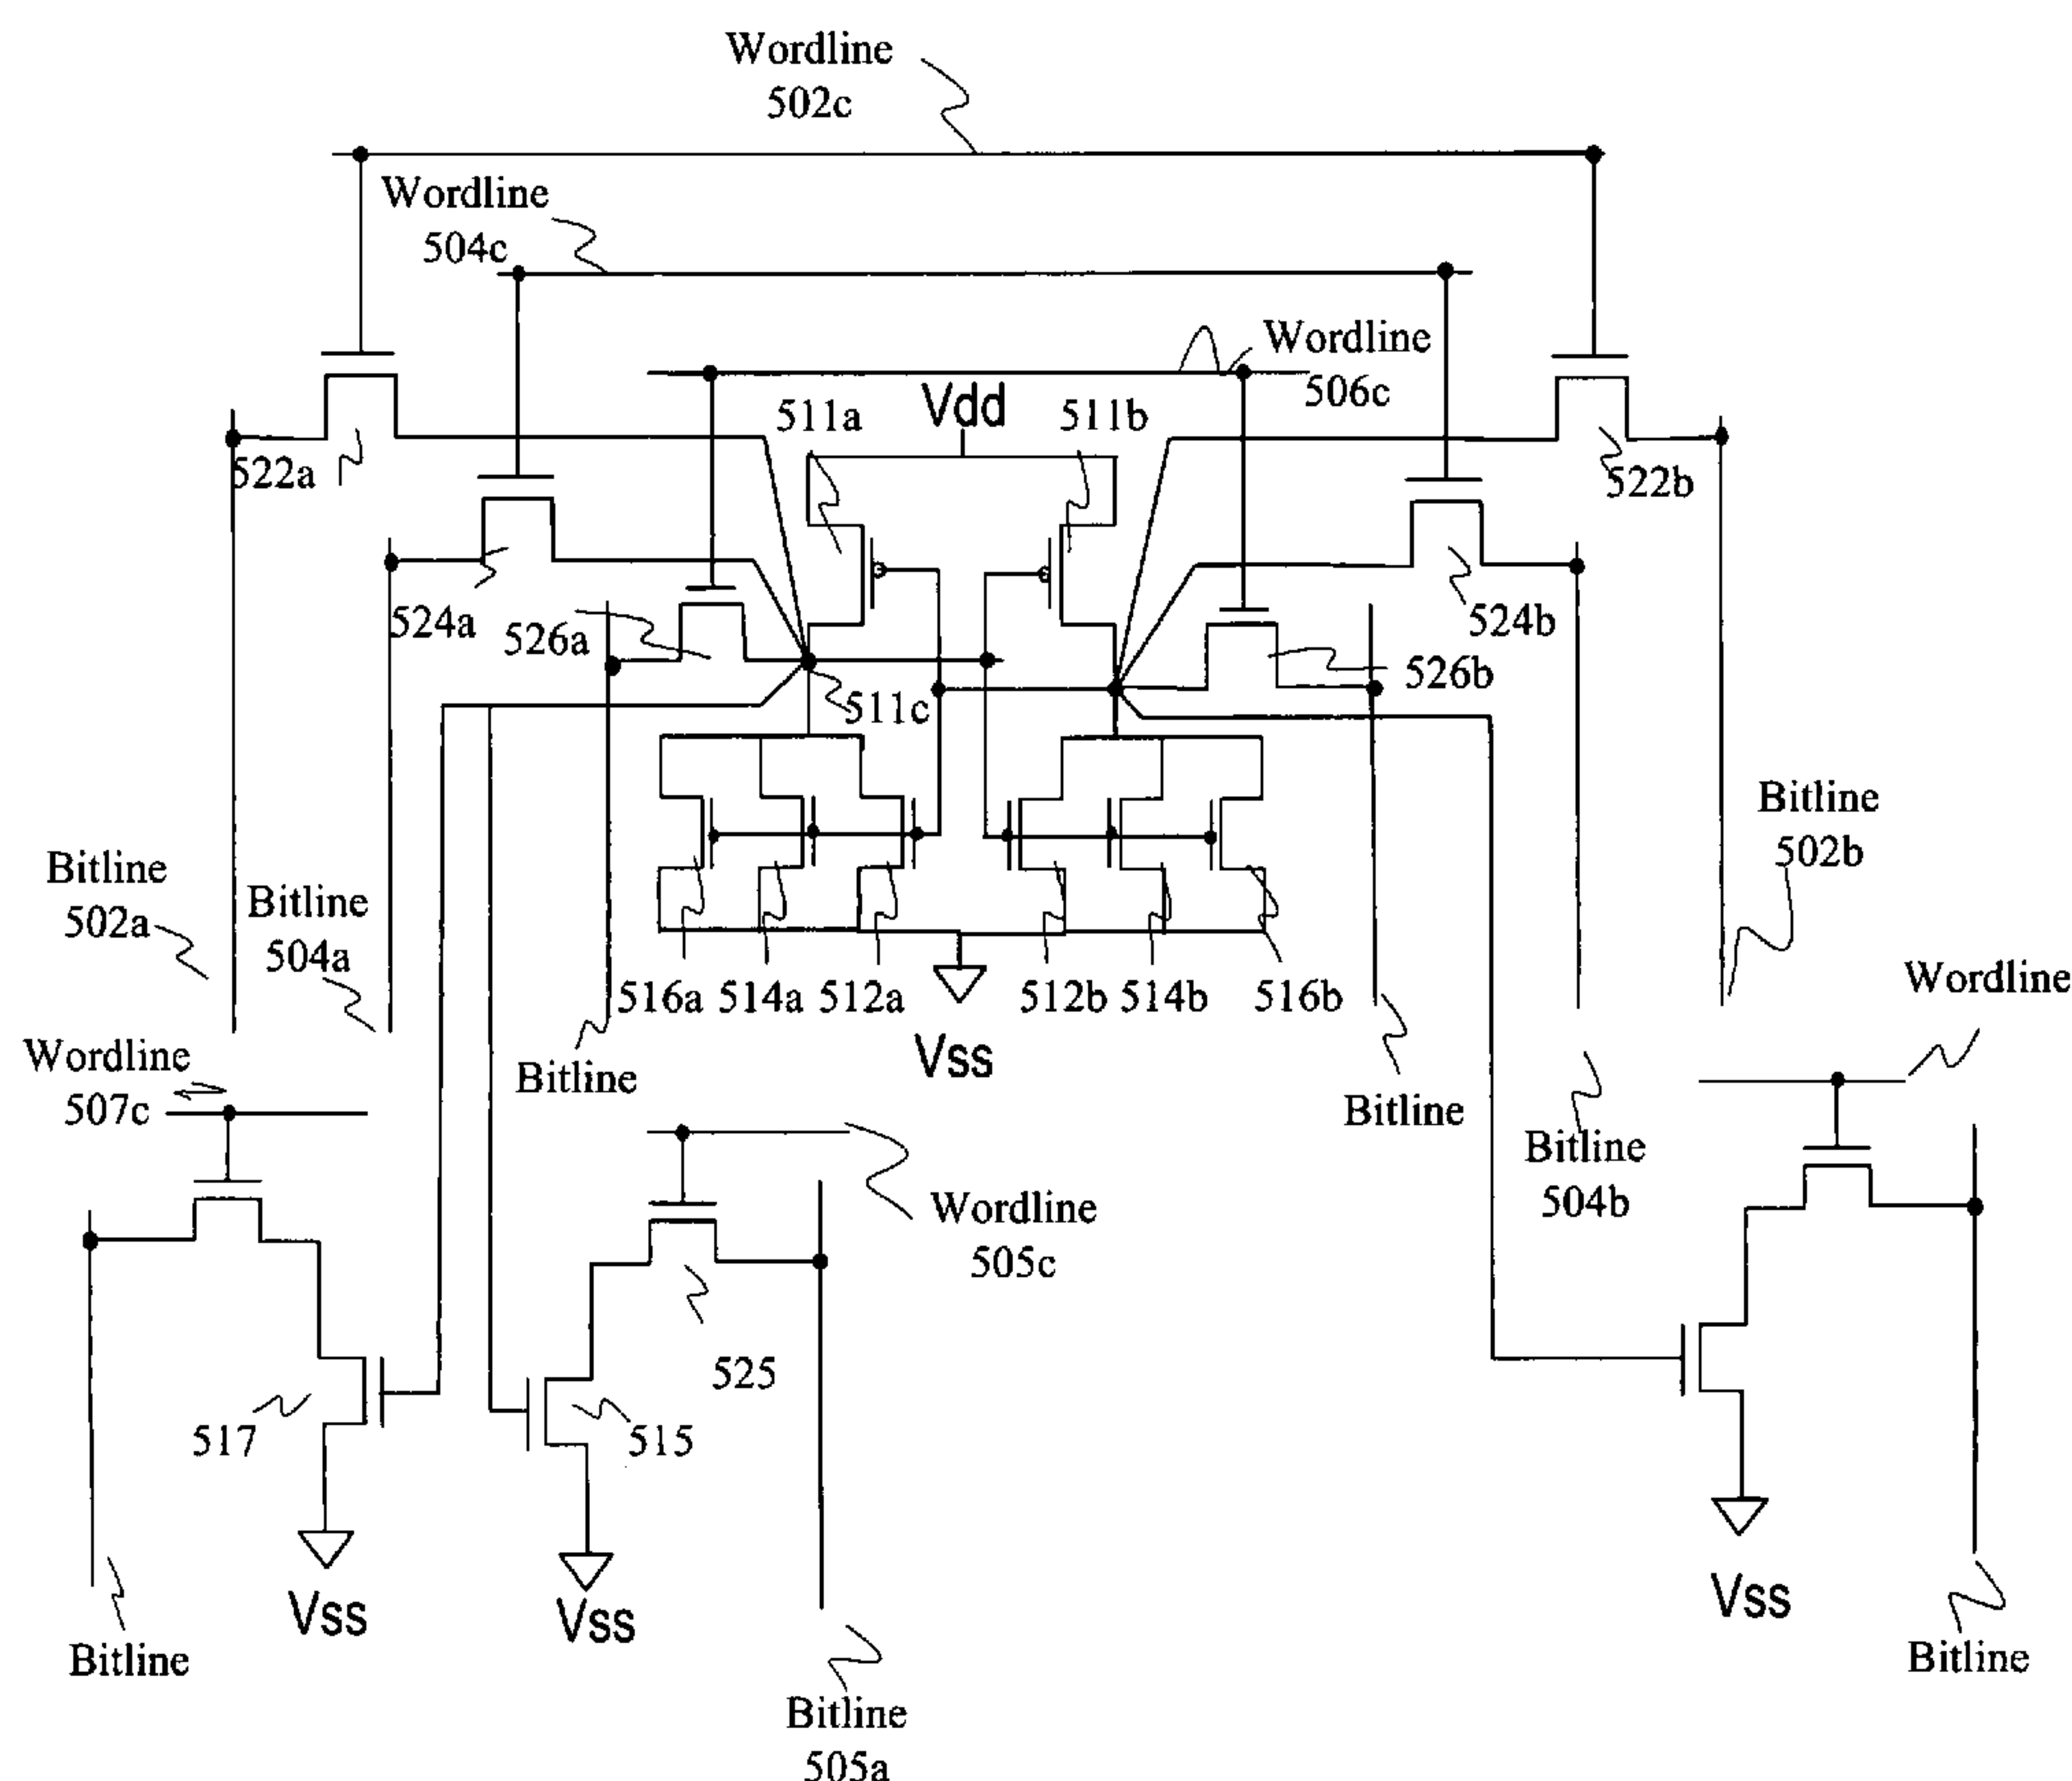 Wordline
502c
Wordline
504c
Wordline
506c
Vdd
511a
511b
522a
522b
524a
526a
524b
526b
511c
Bitline
502b
Bitline
502a
Bitline
504a
516a 514a 512a
512b 514b 516b
Wordline
Vss
Wordline
507c
Bitline
Bitline
Bitline
504b
Wordline
505c
525
517
515
Vss
Vss
Vss
Bitline
Bitline
Bitline
505a